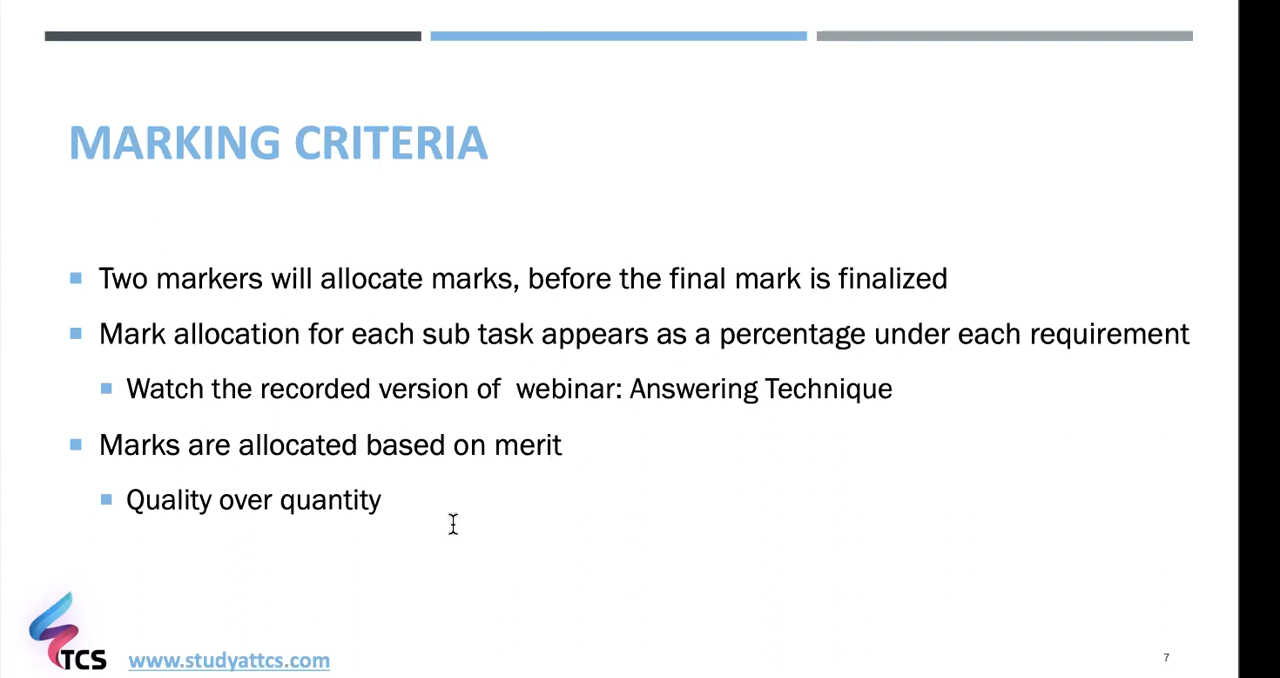 MARKING CRITERIA
Two markers will allocate marks, before the final mark is finalized
Mark allocation for each sub task appears as a percentage under each requirement
Watch the recorded version of  webinar: Answering Technique
Marks are allocated based on merit
Quality over quantity
TCS
www.studyattcs.com
7